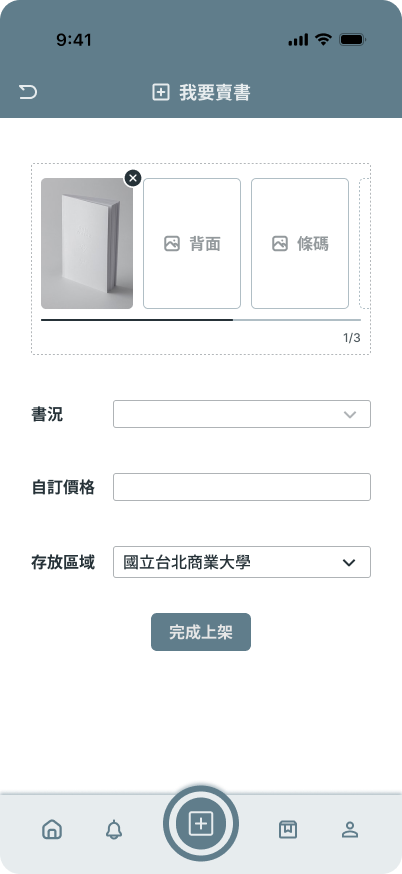 9:41
我要賣書
背面
條碼
1/3
書況
自訂價格
存放區域
國立台北商業大學
完成上架